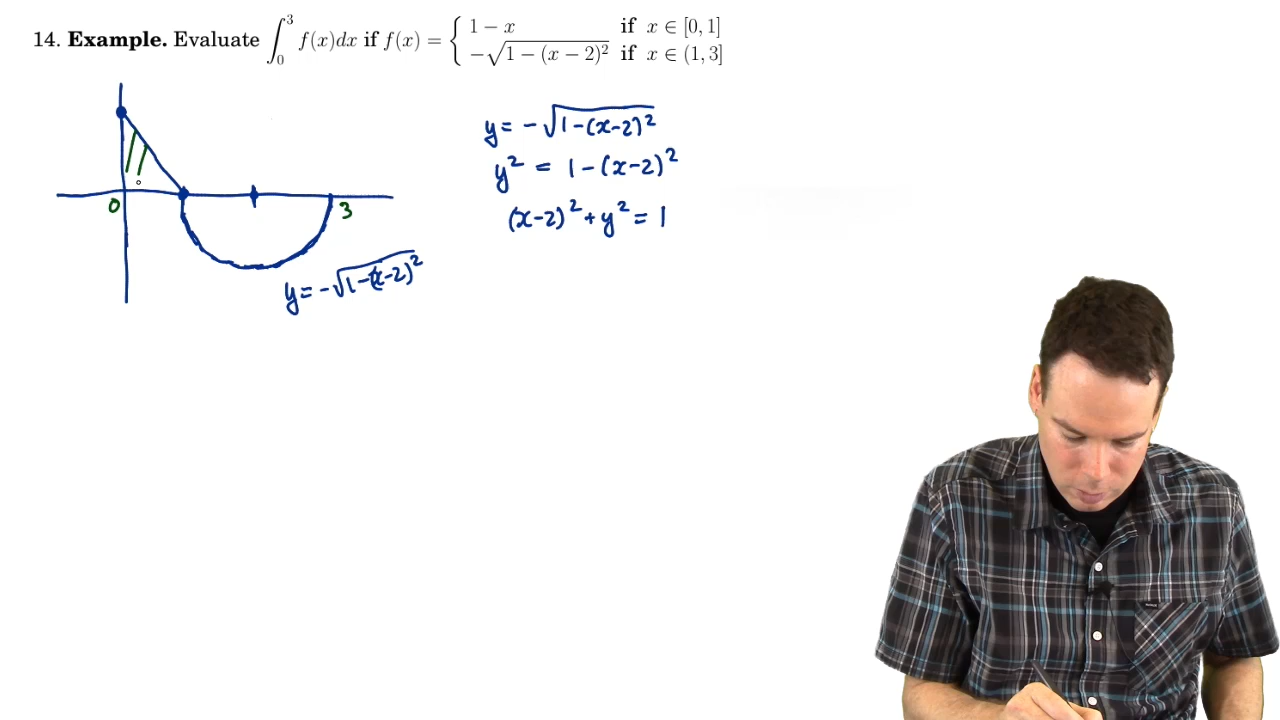 14. Example. Evaluate ∫₀³ f(x)dx if f(x) = { 1 − x if x ∈ [0, 1]
−√(1 − (x − 2)²) if x ∈ (1, 3]
y = −√(1−(x−2)²)
y² = 1−(x−2)²
(x−2)² + y² = 1
0
3
y = −√(1−(x−2)²)